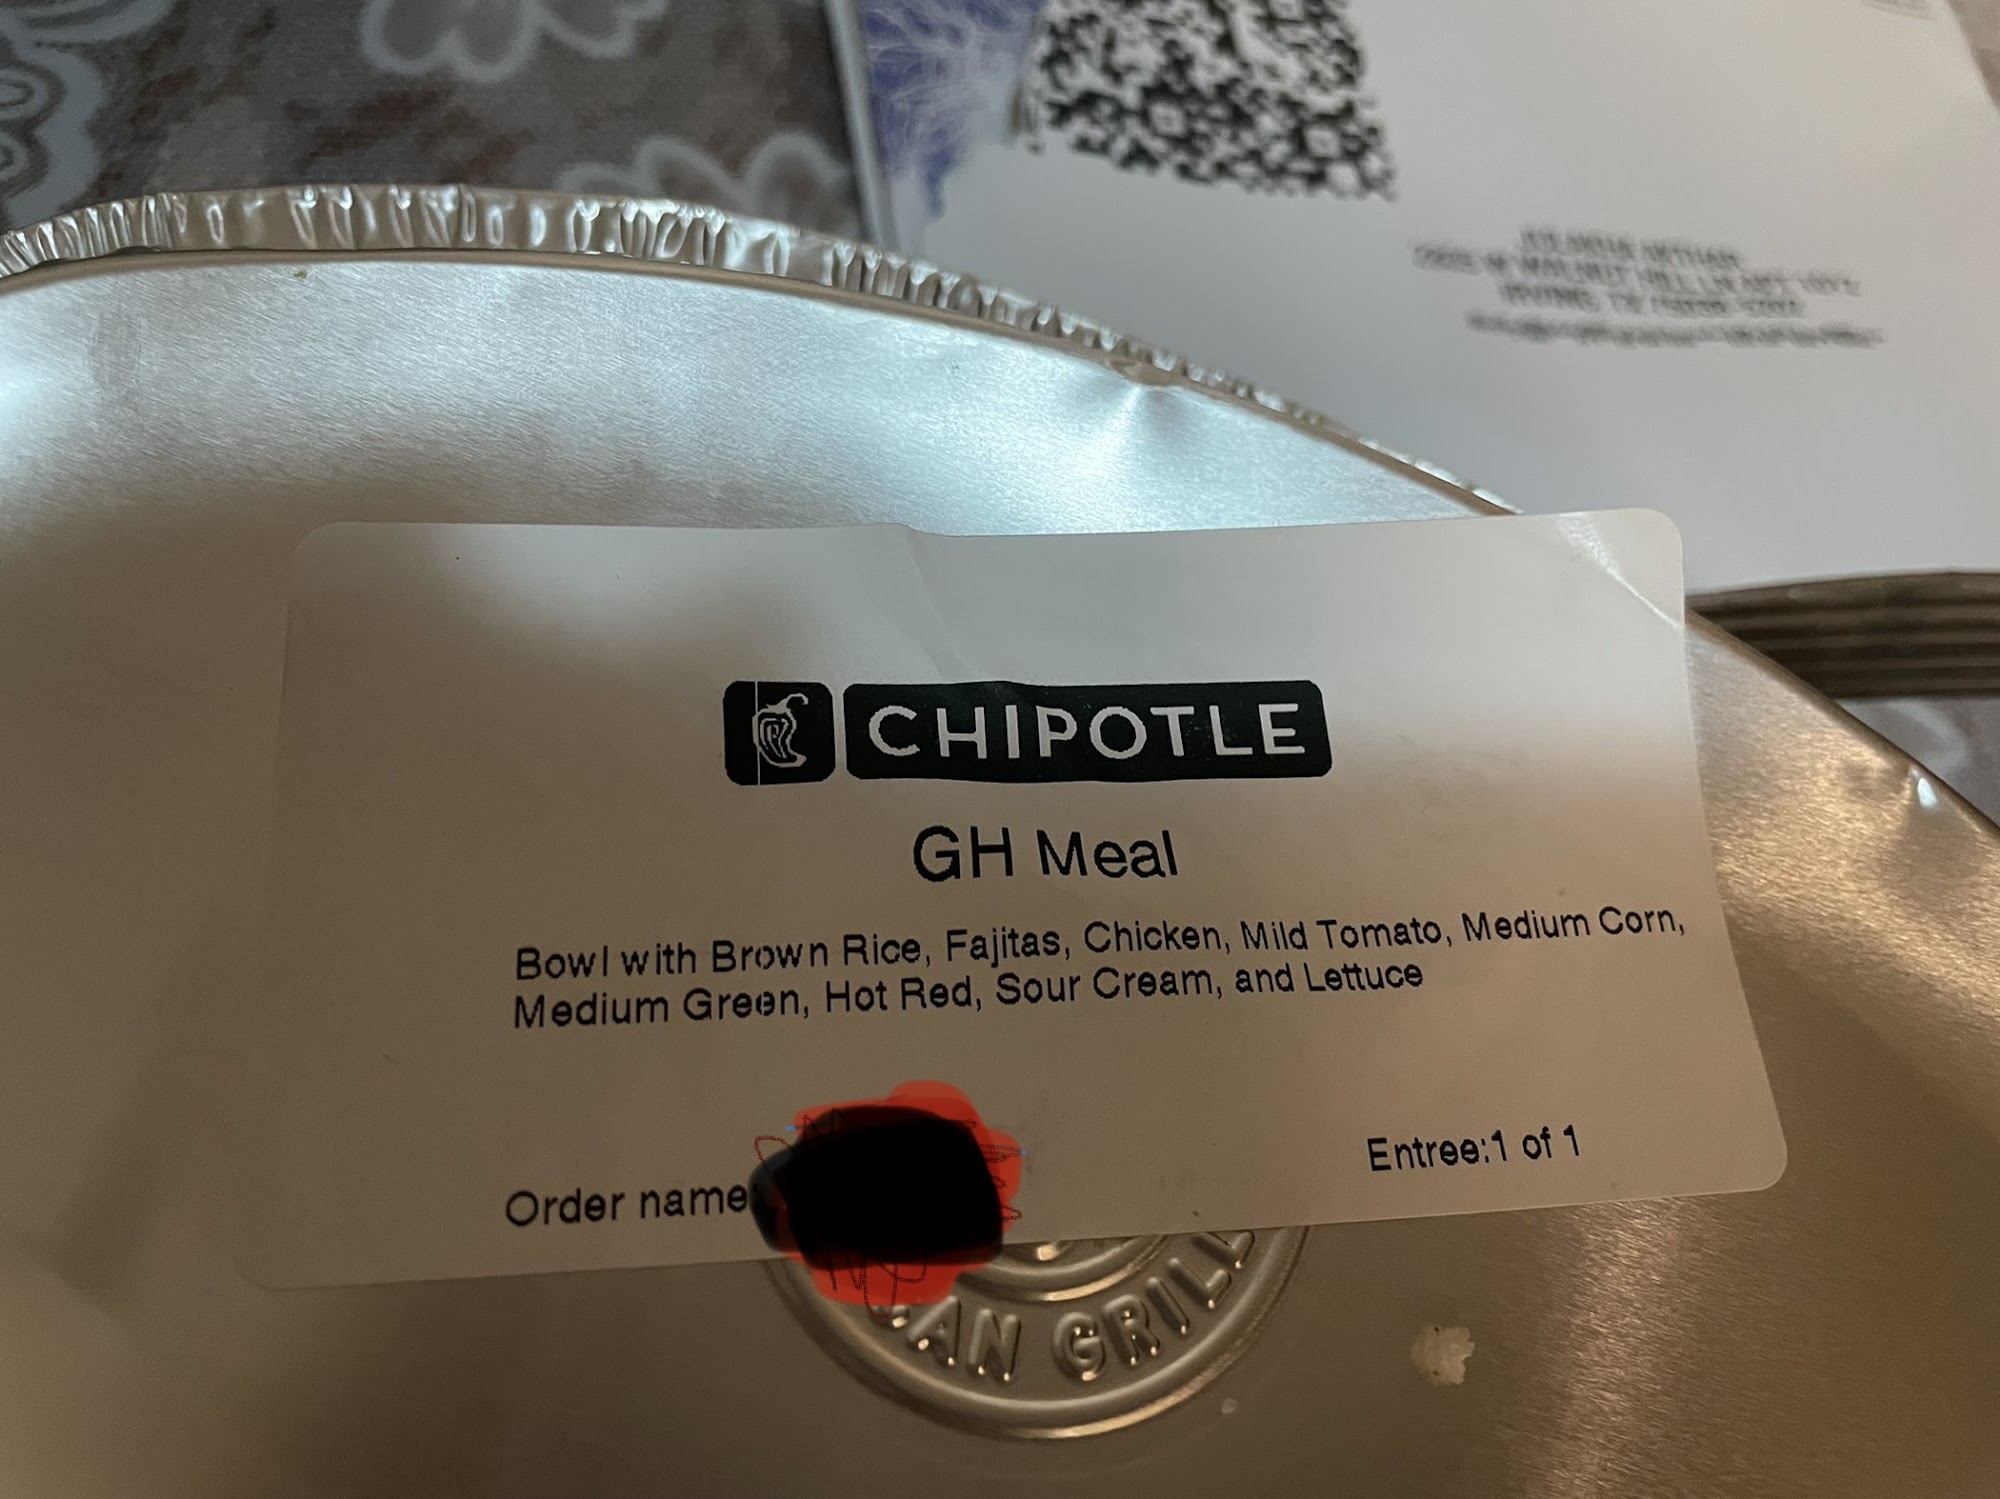 CHIPOTLE
GH Meal
Bowl with Brown Rice, Fajitas, Chicken, Mild Tomato, Medium Corn,
Medium Green, Hot Red, Sour Cream, and Lettuce
Entree:1 of 1
Order name:
AN GRILL